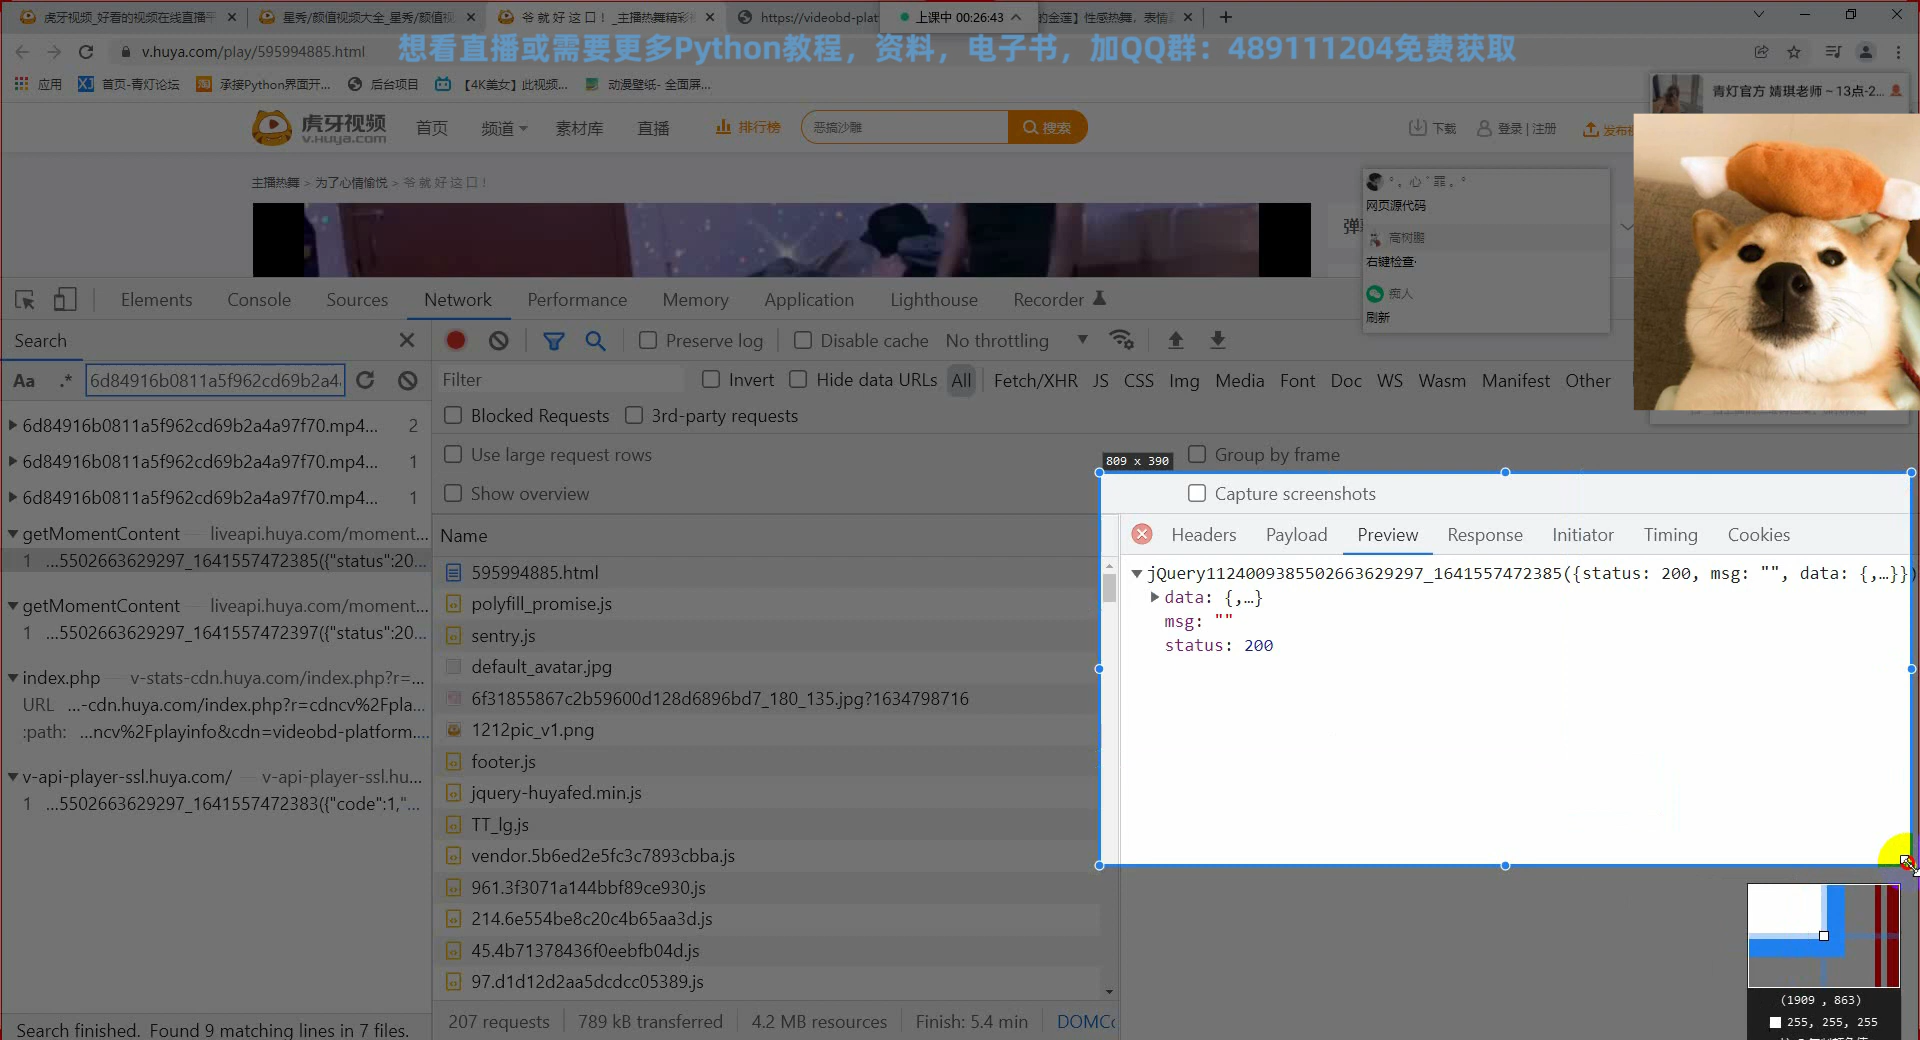 虎牙视频_好看的视频在线直播平
星秀/颜值视频大全_星秀/颜值视
爷 就 好 这 口 ！ _主播热舞精彩视
https://videobd-plat
上课中 00:26:43
的金莲】性感热舞，表情真
v.huya.com/play/595994885.html
想看直播或需要更多Python教程，资料，电子书，加QQ群：489111204免费获取
应用
首页-青灯论坛
承接Python界面开...
后台项目
【4K美女】此视频...
动漫壁纸- 全面屏...
青灯官方 婧琪老师 ~ 13点-2...
虎牙视频
v.huya.com
首页
频道
素材库
直播
排行榜
恶搞沙雕
搜索
下载
登录 | 注册
主播热舞 > 为了心情愉悦 > 爷 就 好 这 口！
网页源代码
高树醒
右键检查·
痴人
刷新
Elements
Console
Sources
Network
Performance
Memory
Application
Lighthouse
Recorder
Search
Preserve log
Disable cache
No throttling
Aa
.*
6d84916b0811a5f962cd69b2a4
Filter
Invert
Hide data URLs
All
Fetch/XHR
JS
CSS
Img
Media
Font
Doc
WS
Wasm
Manifest
Other
Blocked Requests
3rd-party requests
Use large request rows
Group by frame
Show overview
Capture screenshots
809 x 390
6d84916b0811a5f962cd69b2a4a97f70.mp4... 2
6d84916b0811a5f962cd69b2a4a97f70.mp4... 1
6d84916b0811a5f962cd69b2a4a97f70.mp4... 1
getMomentContent — liveapi.huya.com/moment...
1 ...5502663629297_1641557472385({"status":20...
getMomentContent — liveapi.huya.com/moment...
1 ...5502663629297_1641557472397({"status":20...
index.php — v-stats-cdn.huya.com/index.php?r=...
URL ...-cdn.huya.com/index.php?r=cdncv%2Fpla...
:path: ...ncv%2Fplayinfo&cdn=videobd-platform....
v-api-player-ssl.huya.com/ — v-api-player-ssl.hu...
1 ...5502663629297_1641557472383({"code":1,"...
Search finished. Found 9 matching lines in 7 files.
Name
595994885.html
polyfill_promise.js
sentry.js
default_avatar.jpg
6f31855867c2b59600d128d6896bd7_180_135.jpg?1634798716
1212pic_v1.png
footer.js
jquery-huyafed.min.js
TT_lg.js
vendor.5b6ed2e5fc3c7893cbba.js
961.3f3071a144bbf89ce930.js
214.6e554be8c20c4b65aa3d.js
45.4b71378436f0eebfb04d.js
97.d1d12d2aa5dcdcc05389.js
207 requests
789 kB transferred
4.2 MB resources
Finish: 5.4 min
Headers
Payload
Preview
Response
Initiator
Timing
Cookies
jQuery1124009385502663629297_1641557472385({status: 200, msg: "", data: {,…}})
data: {,…}
msg: ""
status: 200
(1909 , 863)
255, 255, 255